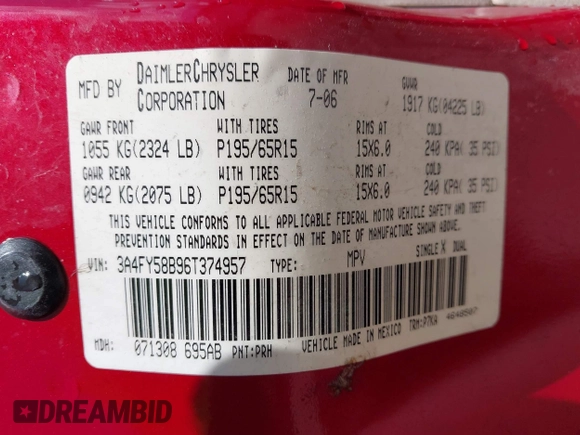 MFD BY DAIMLERCHRYSLER CORPORATION DATE OF MFR 7-06 GVWR 1917 KG(04225 LB)
GAWR FRONT WITH TIRES RIMS AT COLD
1055 KG(2324 LB) P195/65R15 15X6.0 240 KPA( 35 PSI)
GAWR REAR WITH TIRES RIMS AT COLD
0942 KG(2075 LB) P195/65R15 15X6.0 240 KPA( 35 PSI)
THIS VEHICLE CONFORMS TO ALL APPLICABLE FEDERAL MOTOR VEHICLE SAFETY AND THEFT
PREVENTION STANDARDS IN EFFECT ON THE DATE OF MANUFACTURE SHOWN ABOVE.
VIN: 3A4FY58B96T374957 TYPE: MPV SINGLE X DUAL
MDH: 071308 695AB PNT:PRH VEHICLE MADE IN MEXICO TRM:P7KA 4648507
DREAMBID